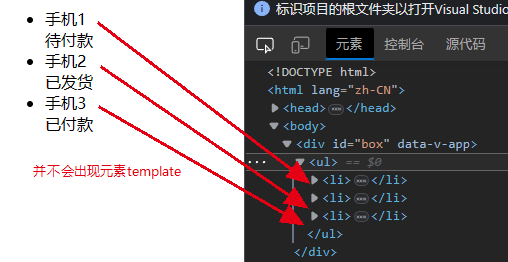 手机1
待付款
手机2
已发货
手机3
已付款
并不会出现元素template
标识项目的根文件夹以打开Visual Studio
元素 控制台 源代码
<!DOCTYPE html>
<html lang="zh-CN">
<head>…</head>
<body>
<div id="box" data-v-app>
<ul> == $0
<li>…</li>
<li>…</li>
<li>…</li>
</ul>
</div>